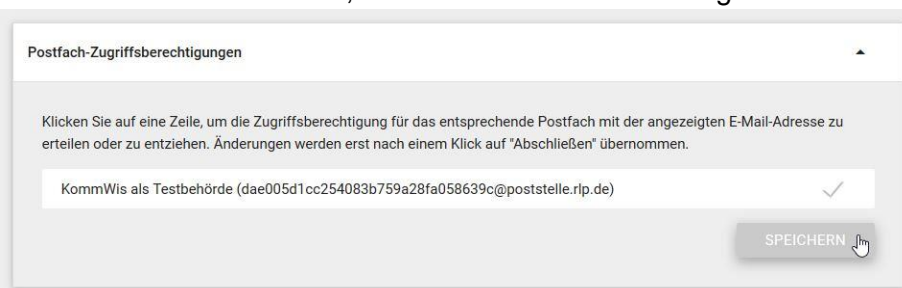 Postfach-Zugriffsberechtigungen
Klicken Sie auf eine Zeile, um die Zugriffsberechtigung für das entsprechende Postfach mit der angezeigten E-Mail-Adresse zu
erteilen oder zu entziehen. Änderungen werden erst nach einem Klick auf "Abschließen" übernommen.
KommWis als Testbehörde (dae005d1cc254083b759a28fa058639c@poststelle.rlp.de)
SPEICHERN